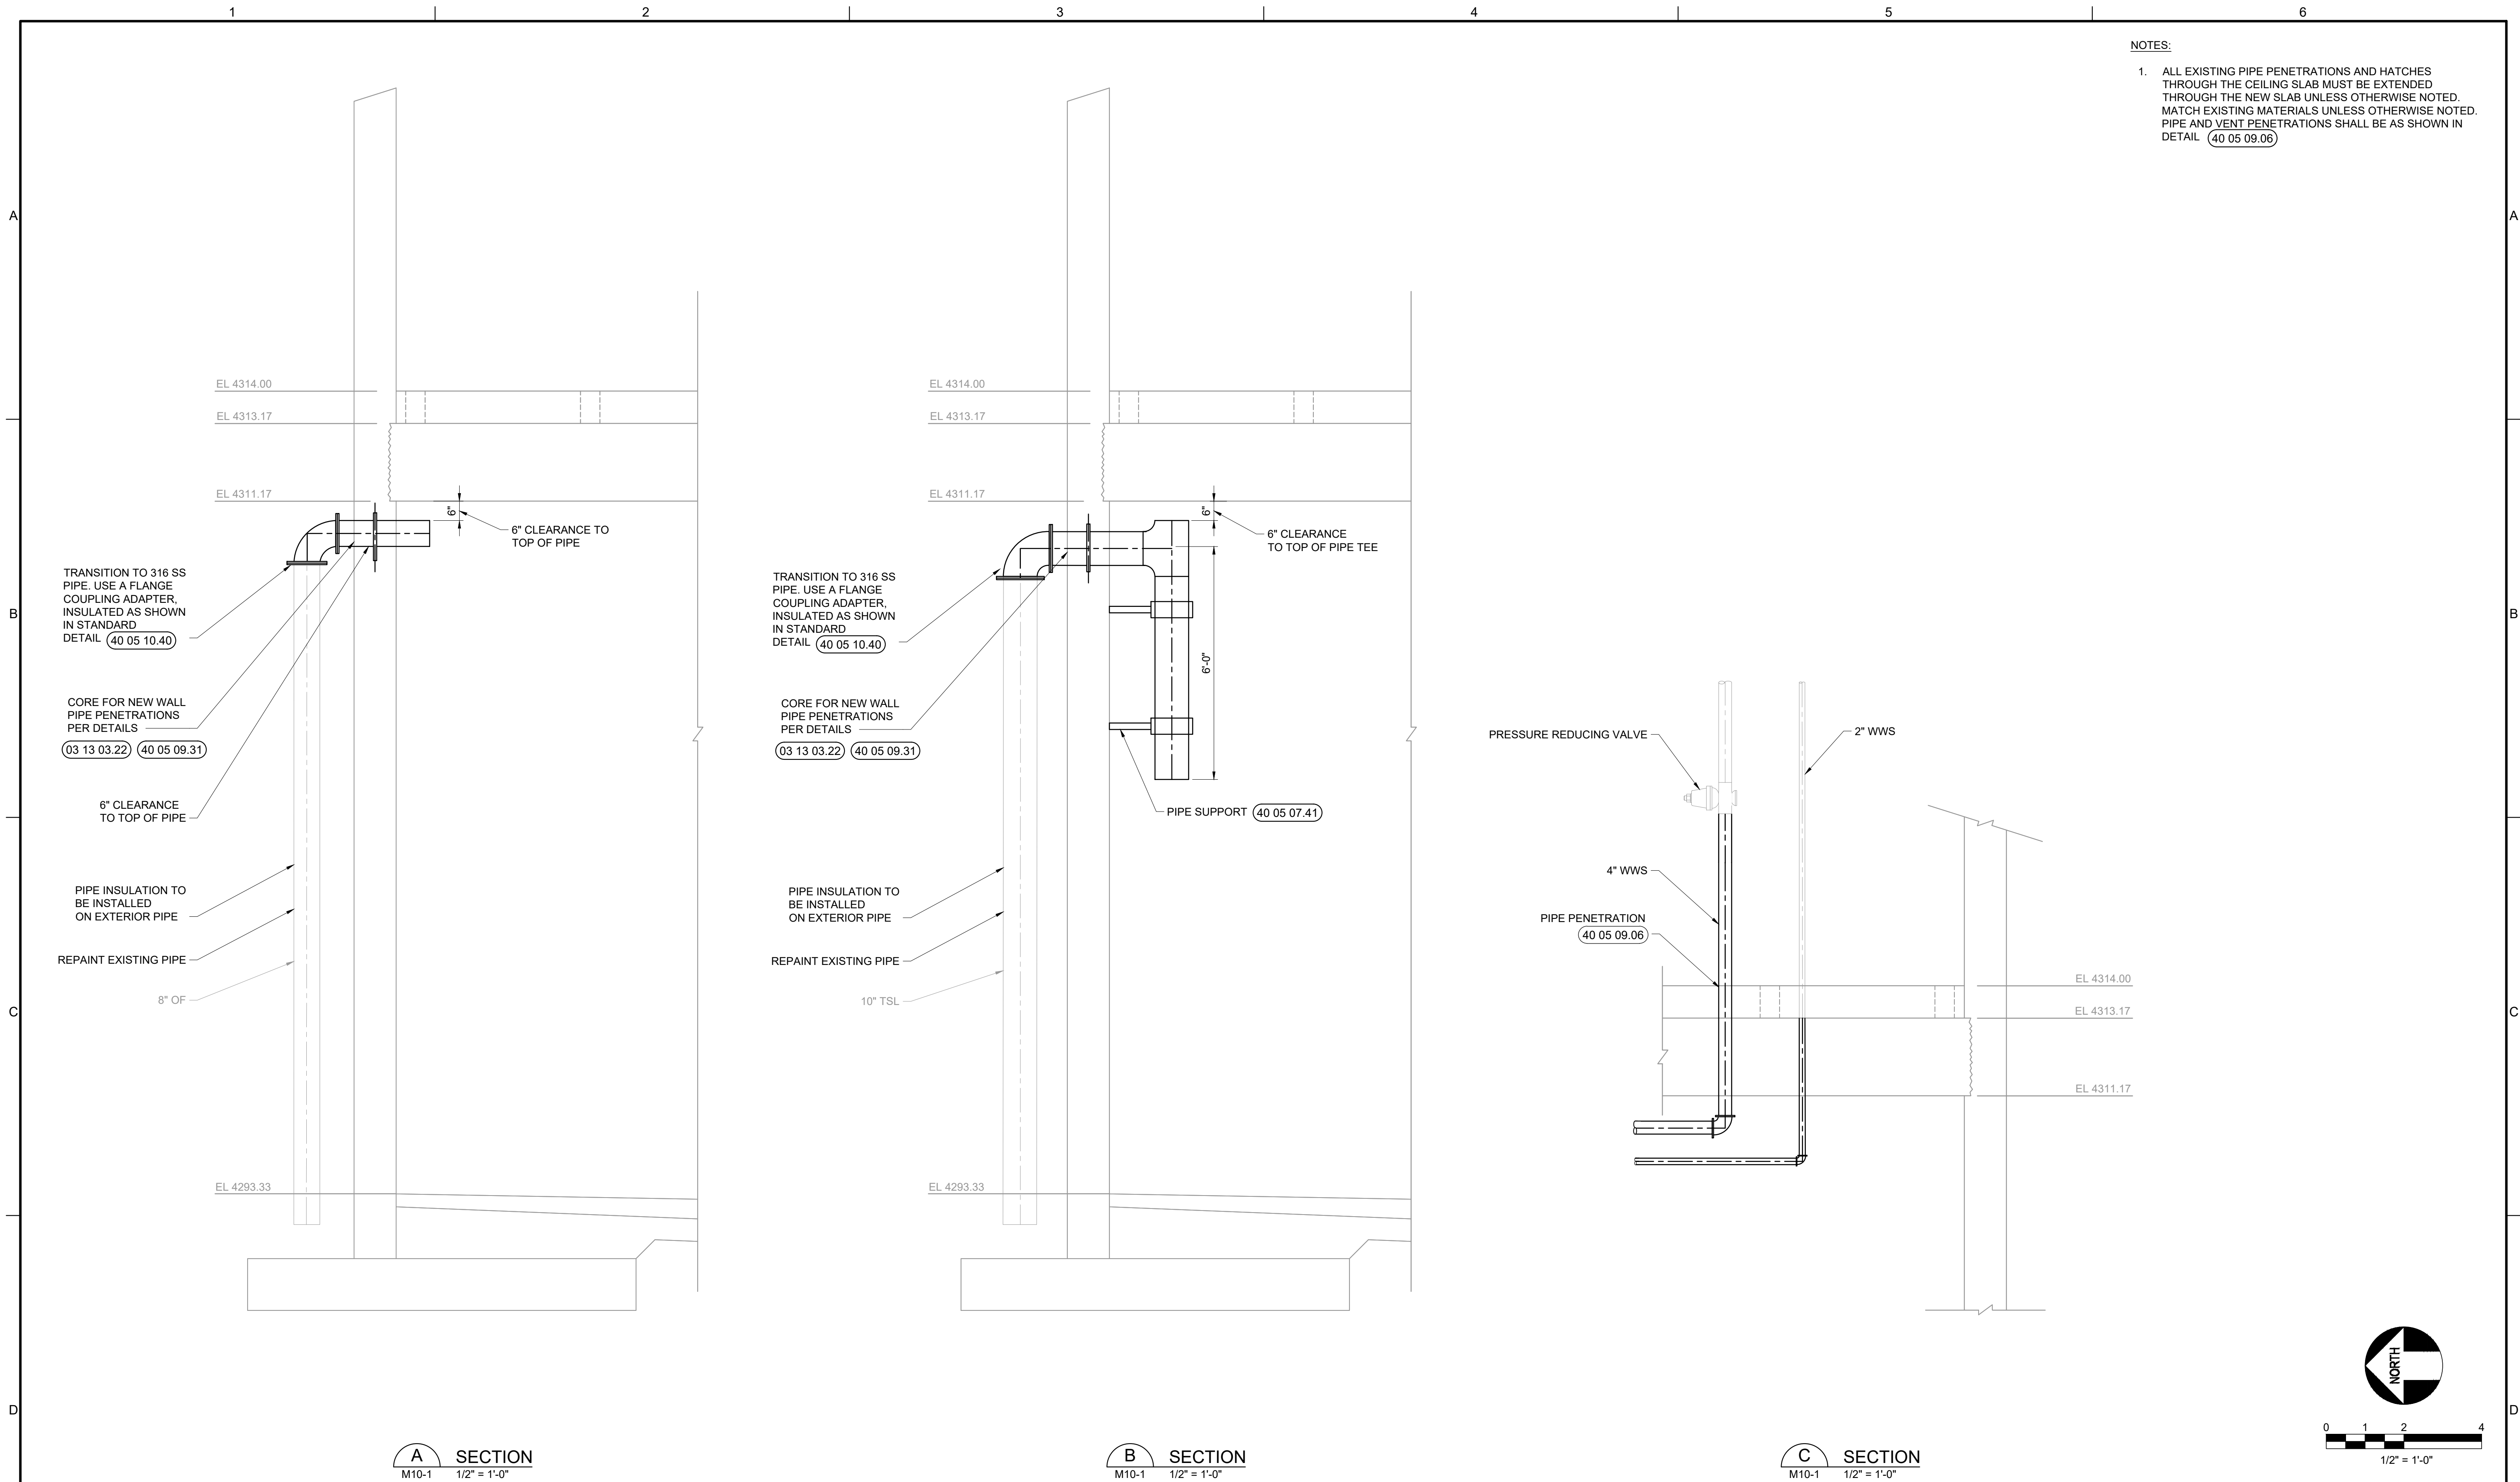 1
2
3
4
5
6
A
A
B
B
C
C
D
D
NOTES:
1. ALL EXISTING PIPE PENETRATIONS AND HATCHES
THROUGH THE CEILING SLAB MUST BE EXTENDED
THROUGH THE NEW SLAB UNLESS OTHERWISE NOTED.
MATCH EXISTING MATERIALS UNLESS OTHERWISE NOTED.
PIPE AND VENT PENETRATIONS SHALL BE AS SHOWN IN
DETAIL 40 05 09.06
EL 4314.00
EL 4313.17
EL 4311.17
6"
6" CLEARANCE TO
TOP OF PIPE
TRANSITION TO 316 SS
PIPE. USE A FLANGE
COUPLING ADAPTER,
INSULATED AS SHOWN
IN STANDARD
DETAIL 40 05 10.40
CORE FOR NEW WALL
PIPE PENETRATIONS
PER DETAILS
03 13 03.22 40 05 09.31
6" CLEARANCE
TO TOP OF PIPE
PIPE INSULATION TO
BE INSTALLED
ON EXTERIOR PIPE
REPAINT EXISTING PIPE
8" OF
EL 4293.33
A SECTION
M10-1 1/2" = 1'-0"
EL 4314.00
EL 4313.17
EL 4311.17
6"
6" CLEARANCE
TO TOP OF PIPE TEE
TRANSITION TO 316 SS
PIPE. USE A FLANGE
COUPLING ADAPTER,
INSULATED AS SHOWN
IN STANDARD
DETAIL 40 05 10.40
6'-0"
CORE FOR NEW WALL
PIPE PENETRATIONS
PER DETAILS
03 13 03.22 40 05 09.31
PIPE SUPPORT 40 05 07.41
PIPE INSULATION TO
BE INSTALLED
ON EXTERIOR PIPE
REPAINT EXISTING PIPE
10" TSL
EL 4293.33
B SECTION
M10-1 1/2" = 1'-0"
PRESSURE REDUCING VALVE
2" WWS
4" WWS
PIPE PENETRATION
40 05 09.06
EL 4314.00
EL 4313.17
EL 4311.17
C SECTION
M10-1 1/2" = 1'-0"
NORTH
0 1 2 4
1/2" = 1'-0"